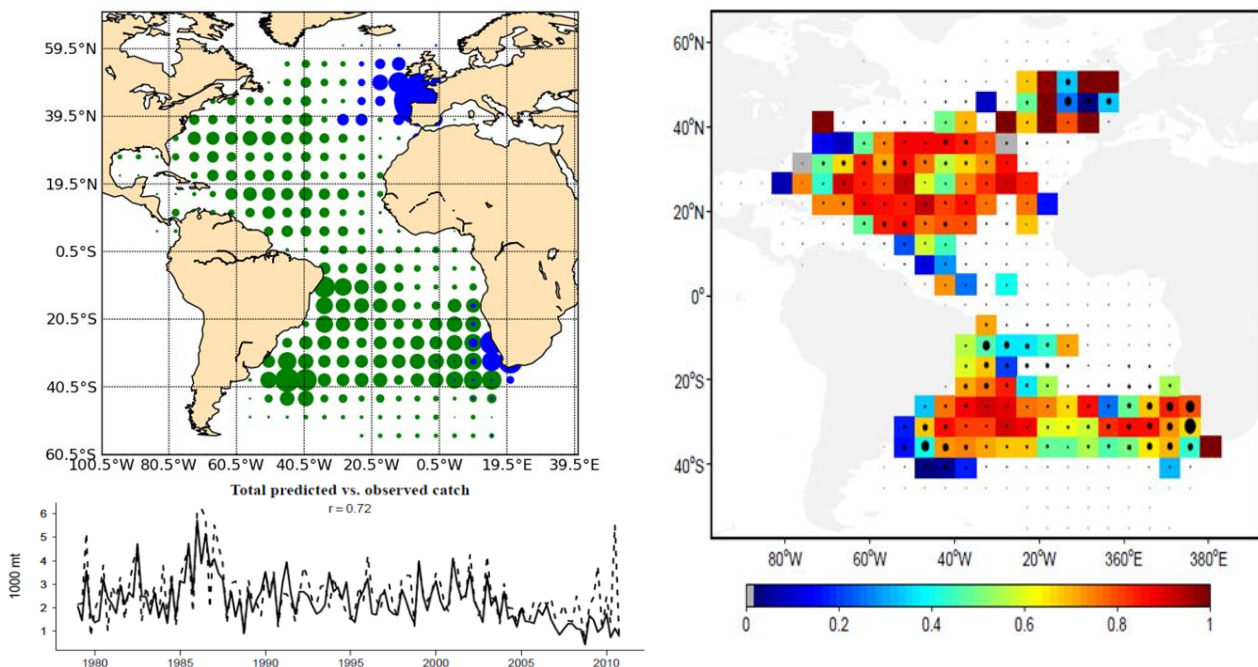 59.5°N
39.5°N
19.5°N
0.5°S
20.5°S
40.5°S
60.5°S
100.5°W 80.5°W 60.5°W 40.5°W 20.5°W 0.5°W 19.5°E 39.5°E
Total predicted vs. observed catch
r = 0.72
1000 mt
6
5
4
3
2
1
1980 1985 1990 1995 2000 2005 2010
60°N
40°N
20°N
0°
20°S
40°S
80°W 60°W 40°W 20°W 360°E 380°E
0 0.2 0.4 0.6 0.8 1